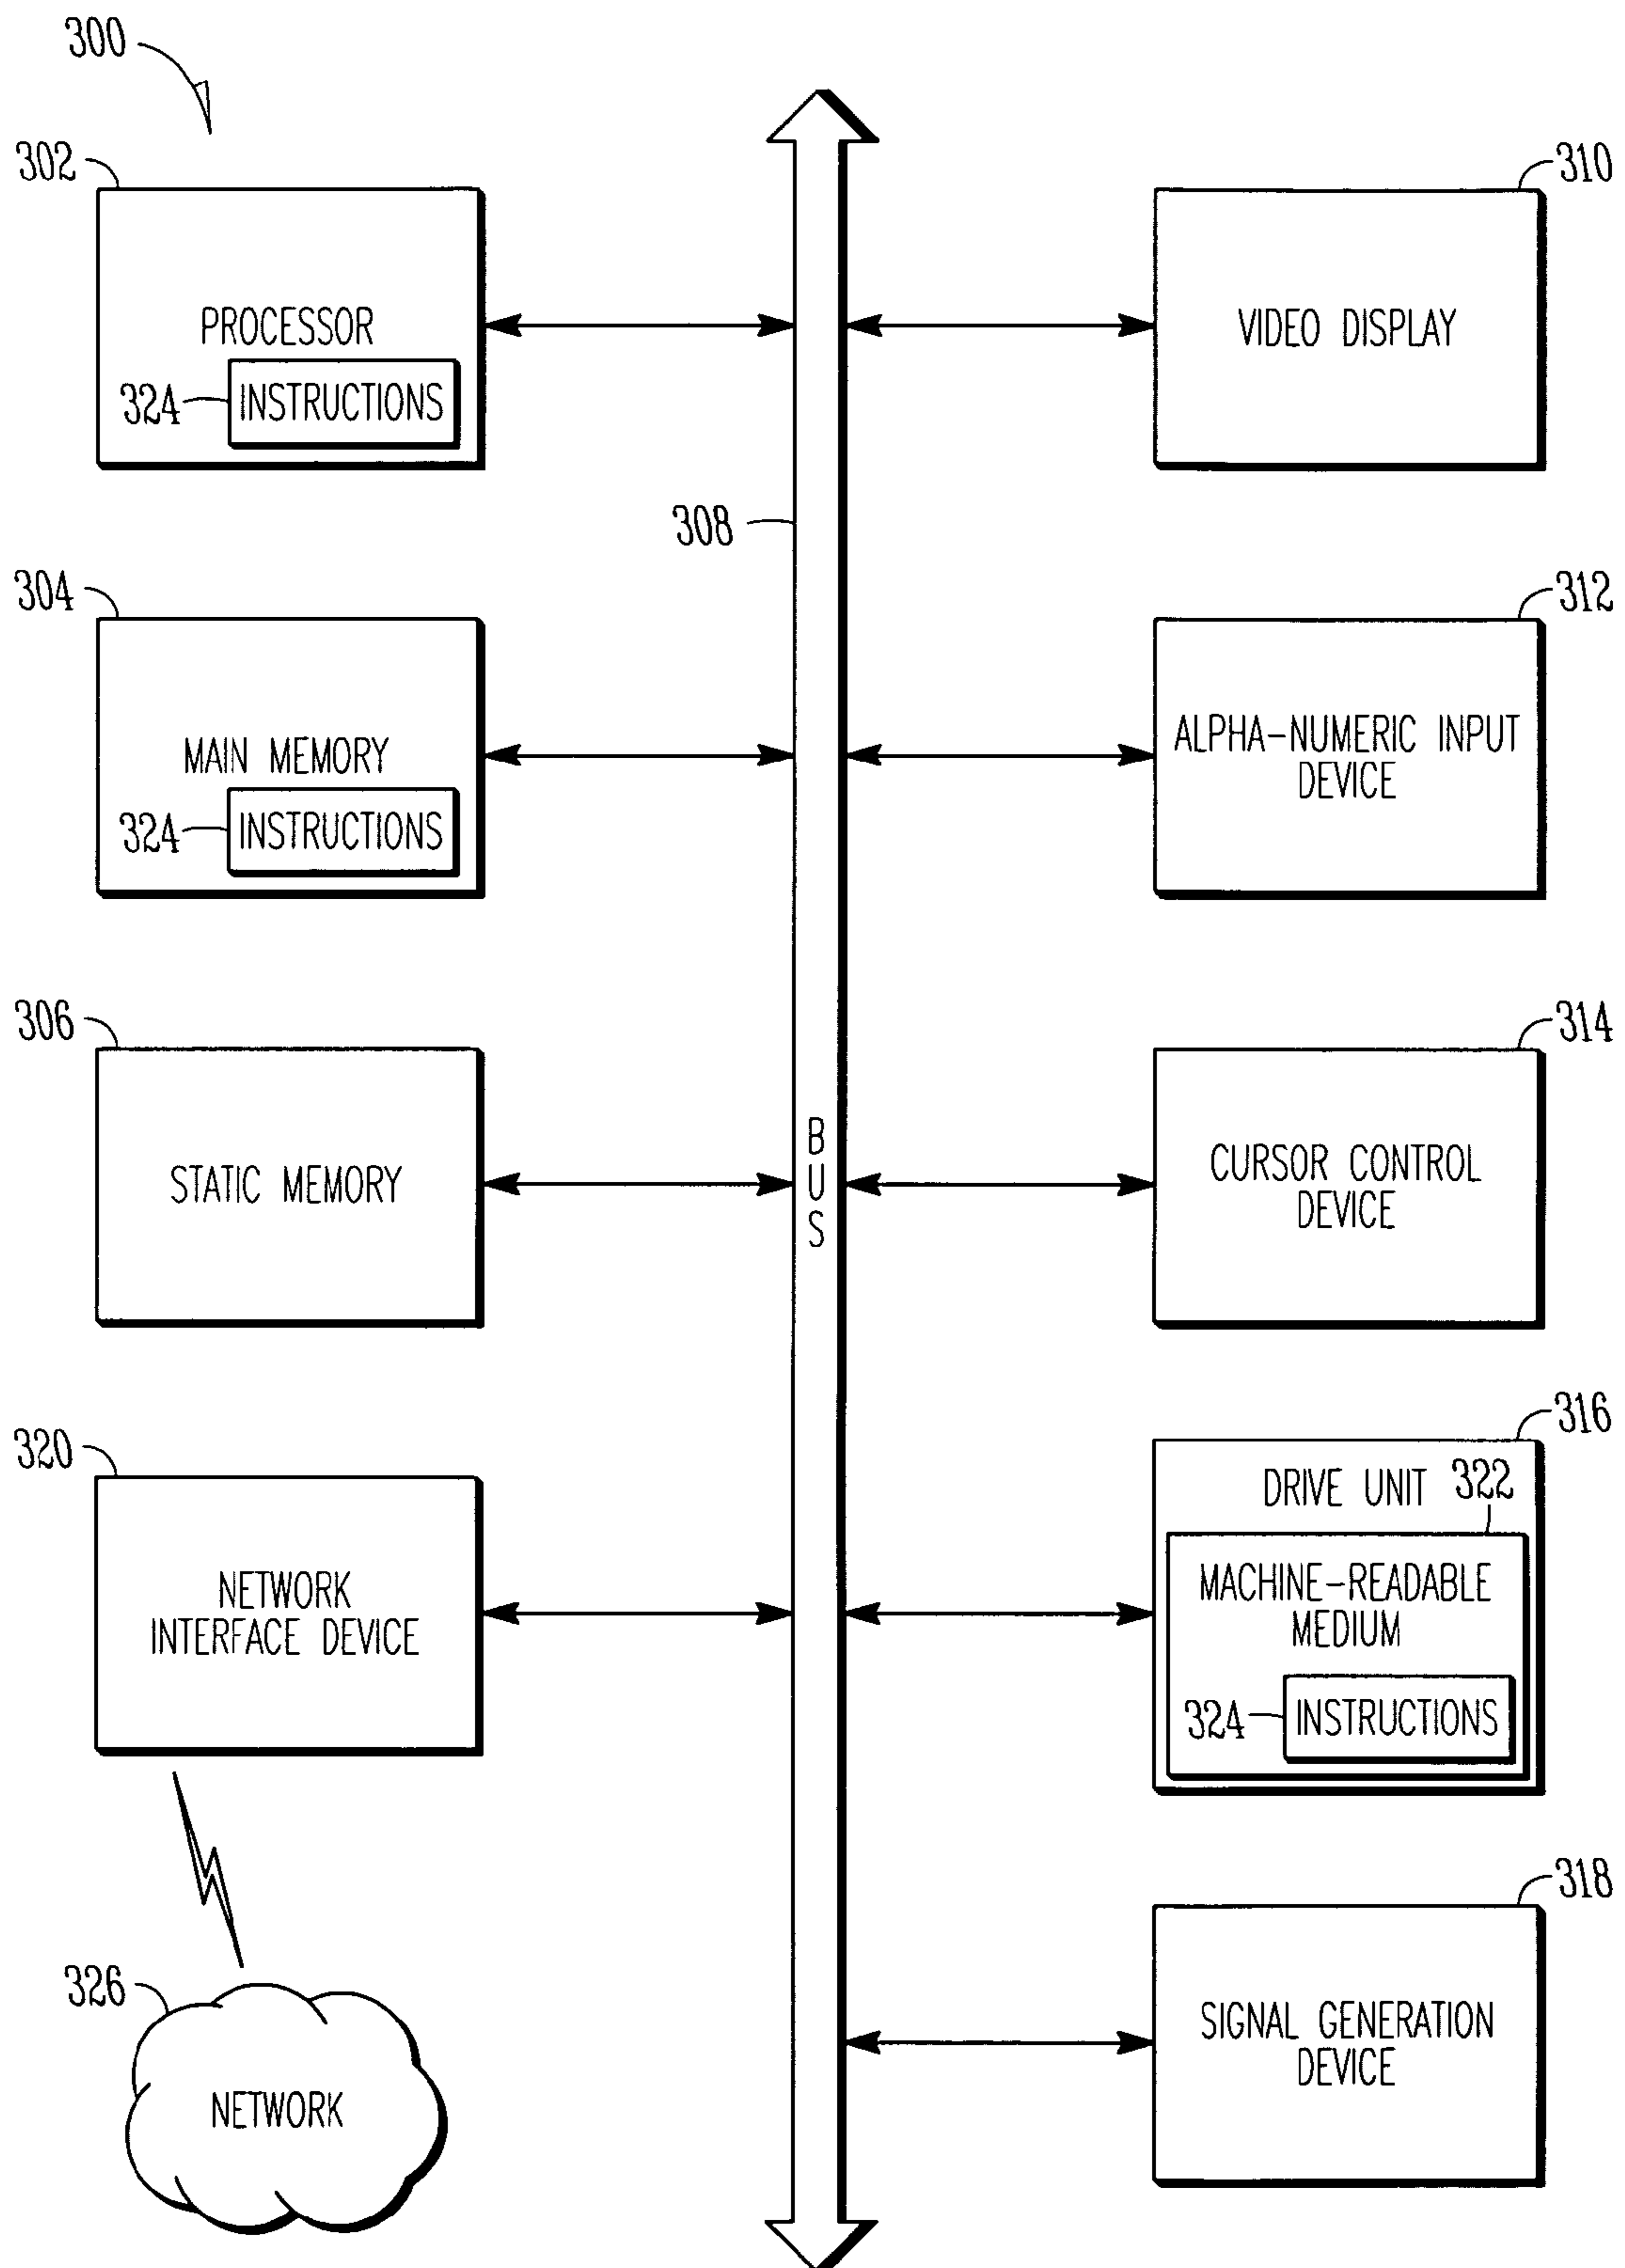 300
302
PROCESSOR
324
INSTRUCTIONS
304
MAIN MEMORY
324
INSTRUCTIONS
306
STATIC MEMORY
320
NETWORK
INTERFACE DEVICE
326
NETWORK
308
BUS
310
VIDEO DISPLAY
312
ALPHA-NUMERIC INPUT
DEVICE
314
CURSOR CONTROL
DEVICE
316
DRIVE UNIT
322
MACHINE-READABLE
MEDIUM
324
INSTRUCTIONS
318
SIGNAL GENERATION
DEVICE